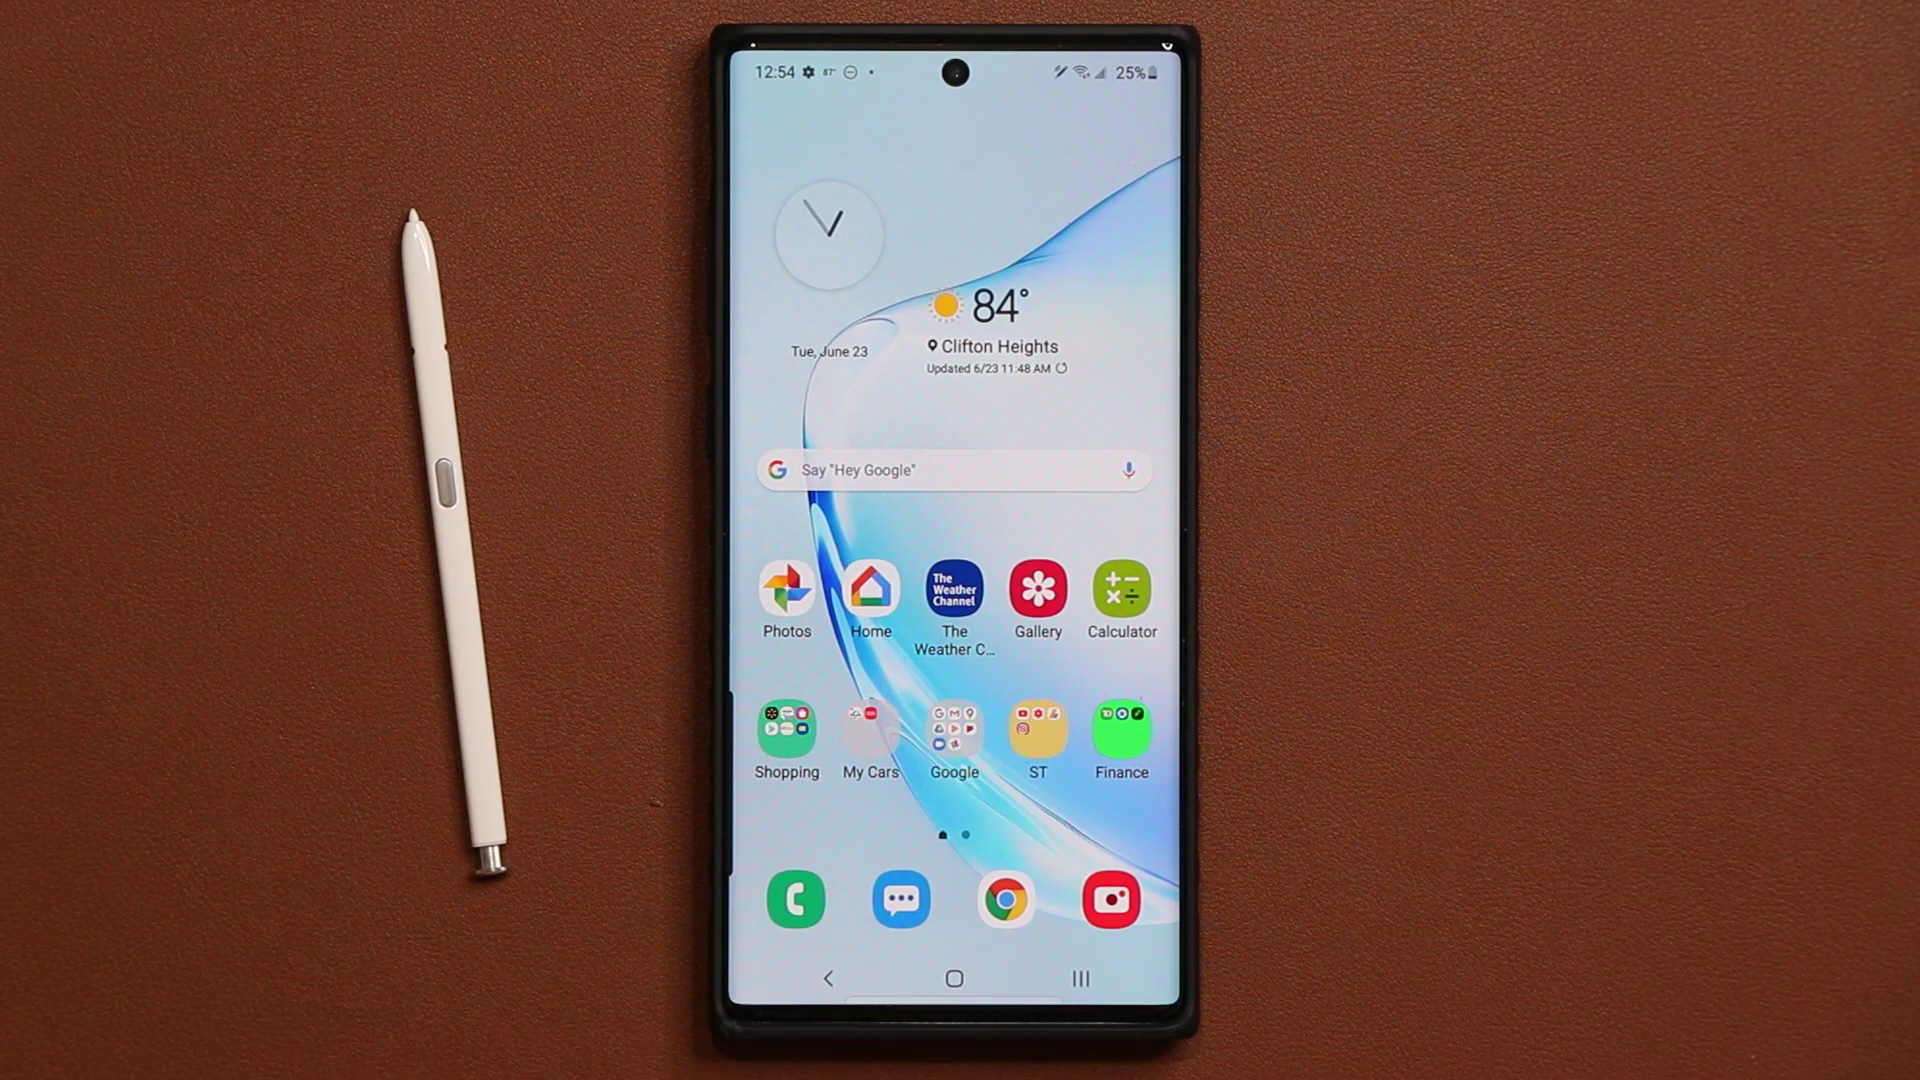 12:54 87° 25%
84°
Clifton Heights
Tue, June 23
Updated 6/23 11:48 AM
G Say "Hey Google"
The Weather Channel
Photos Home The Weather C... Gallery Calculator
Shopping My Cars Google ST Finance